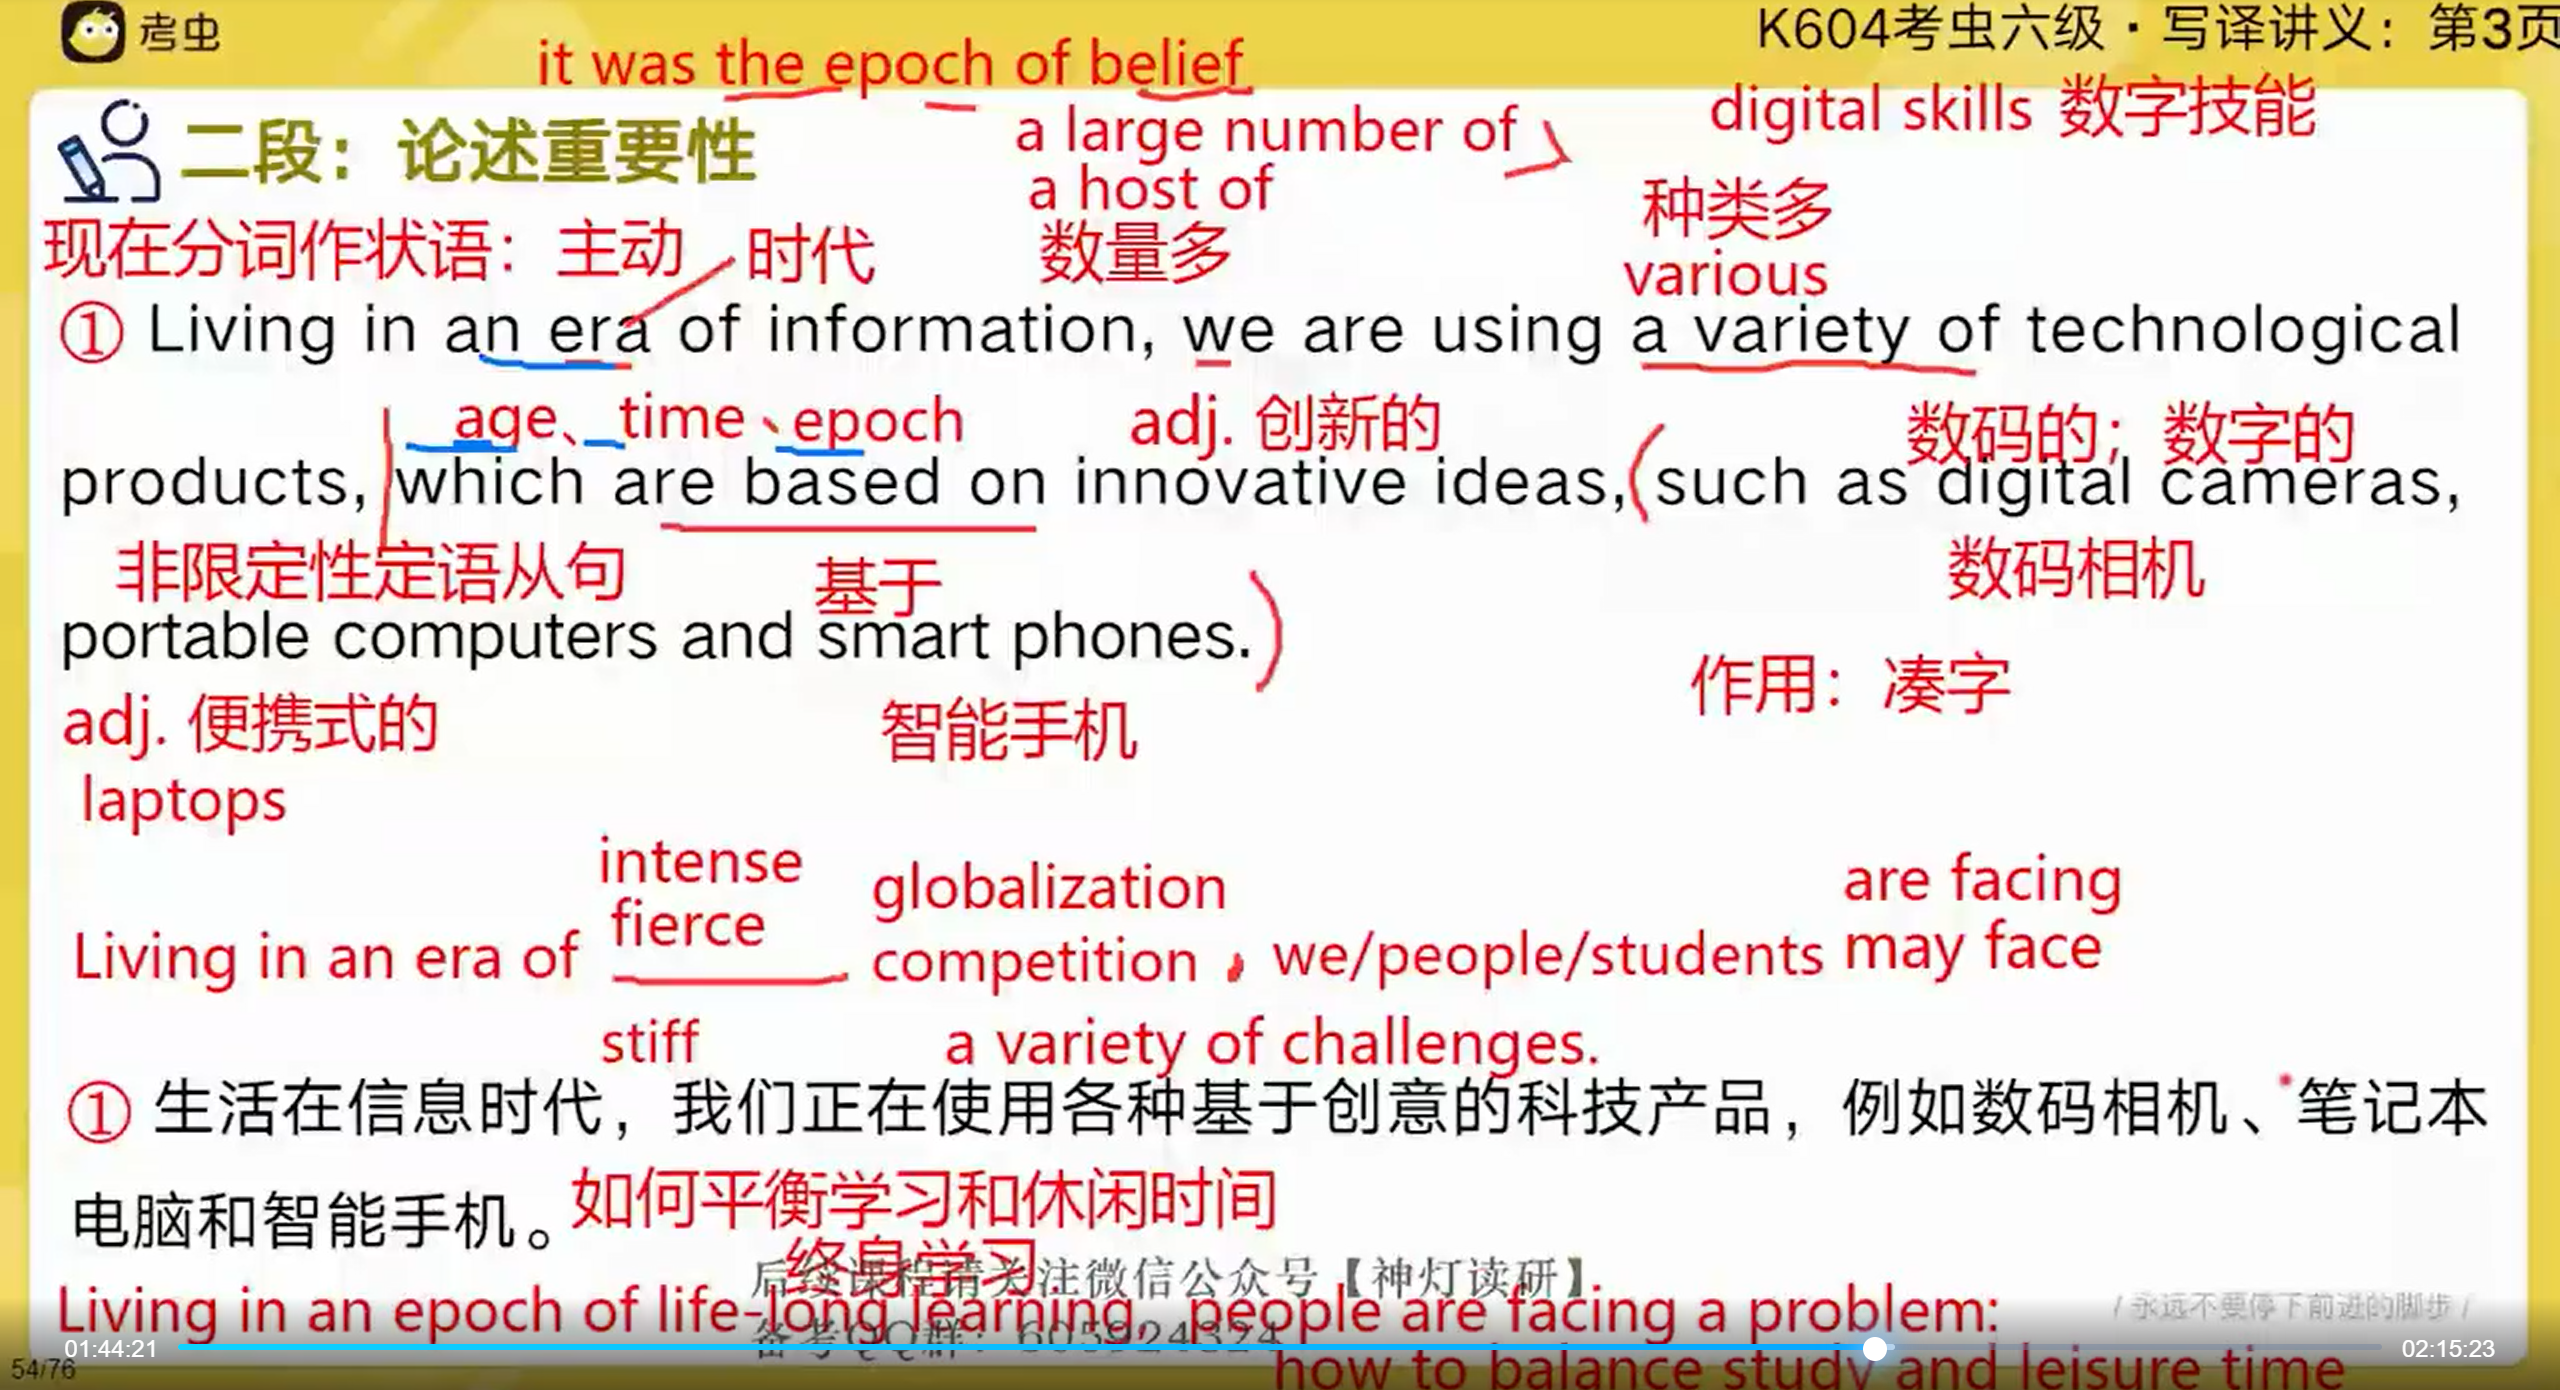 考虫
K604考虫六级·写译讲义：第3页
it was the epoch of belief
digital skills 数字技能
二段：论述重要性
a large number of
a host of
数量多
种类多
various
现在分词作状语：主动
时代
① Living in an era of information, we are using a variety of technological
age、time、epoch
adj. 创新的
数码的；数字的
products, which are based on innovative ideas, such as digital cameras,
非限定性定语从句
基于
数码相机
portable computers and smart phones.
作用：凑字
adj. 便携式的
智能手机
laptops
intense
fierce
globalization
are facing
Living in an era of
competition , we/people/students
may face
stiff
a variety of challenges.
① 生活在信息时代，我们正在使用各种基于创意的科技产品，例如数码相机、笔记本
电脑和智能手机。
如何平衡学习和休闲时间
终身学习
后续课程请关注微信公众号【神灯读研】
Living in an epoch of life-long learning, people are facing a problem:
/ 永远不要停下前进的脚步 /
备考QQ群：605924324
01:44:21
02:15:23
54/76
how to balance study and leisure time